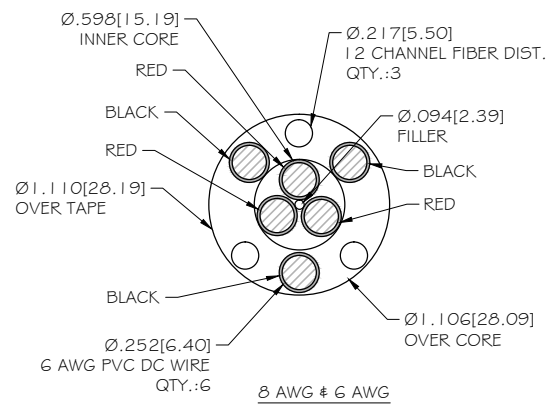 Ø.598[15.19]
INNER CORE
Ø.217[5.50]
12 CHANNEL FIBER DIST.
QTY.:3
RED
BLACK
Ø.094[2.39]
FILLER
RED
BLACK
Ø1.110[28.19]
OVER TAPE
RED
BLACK
Ø1.106[28.09]
OVER CORE
Ø.252[6.40]
6 AWG PVC DC WIRE
QTY.:6
8 AWG & 6 AWG